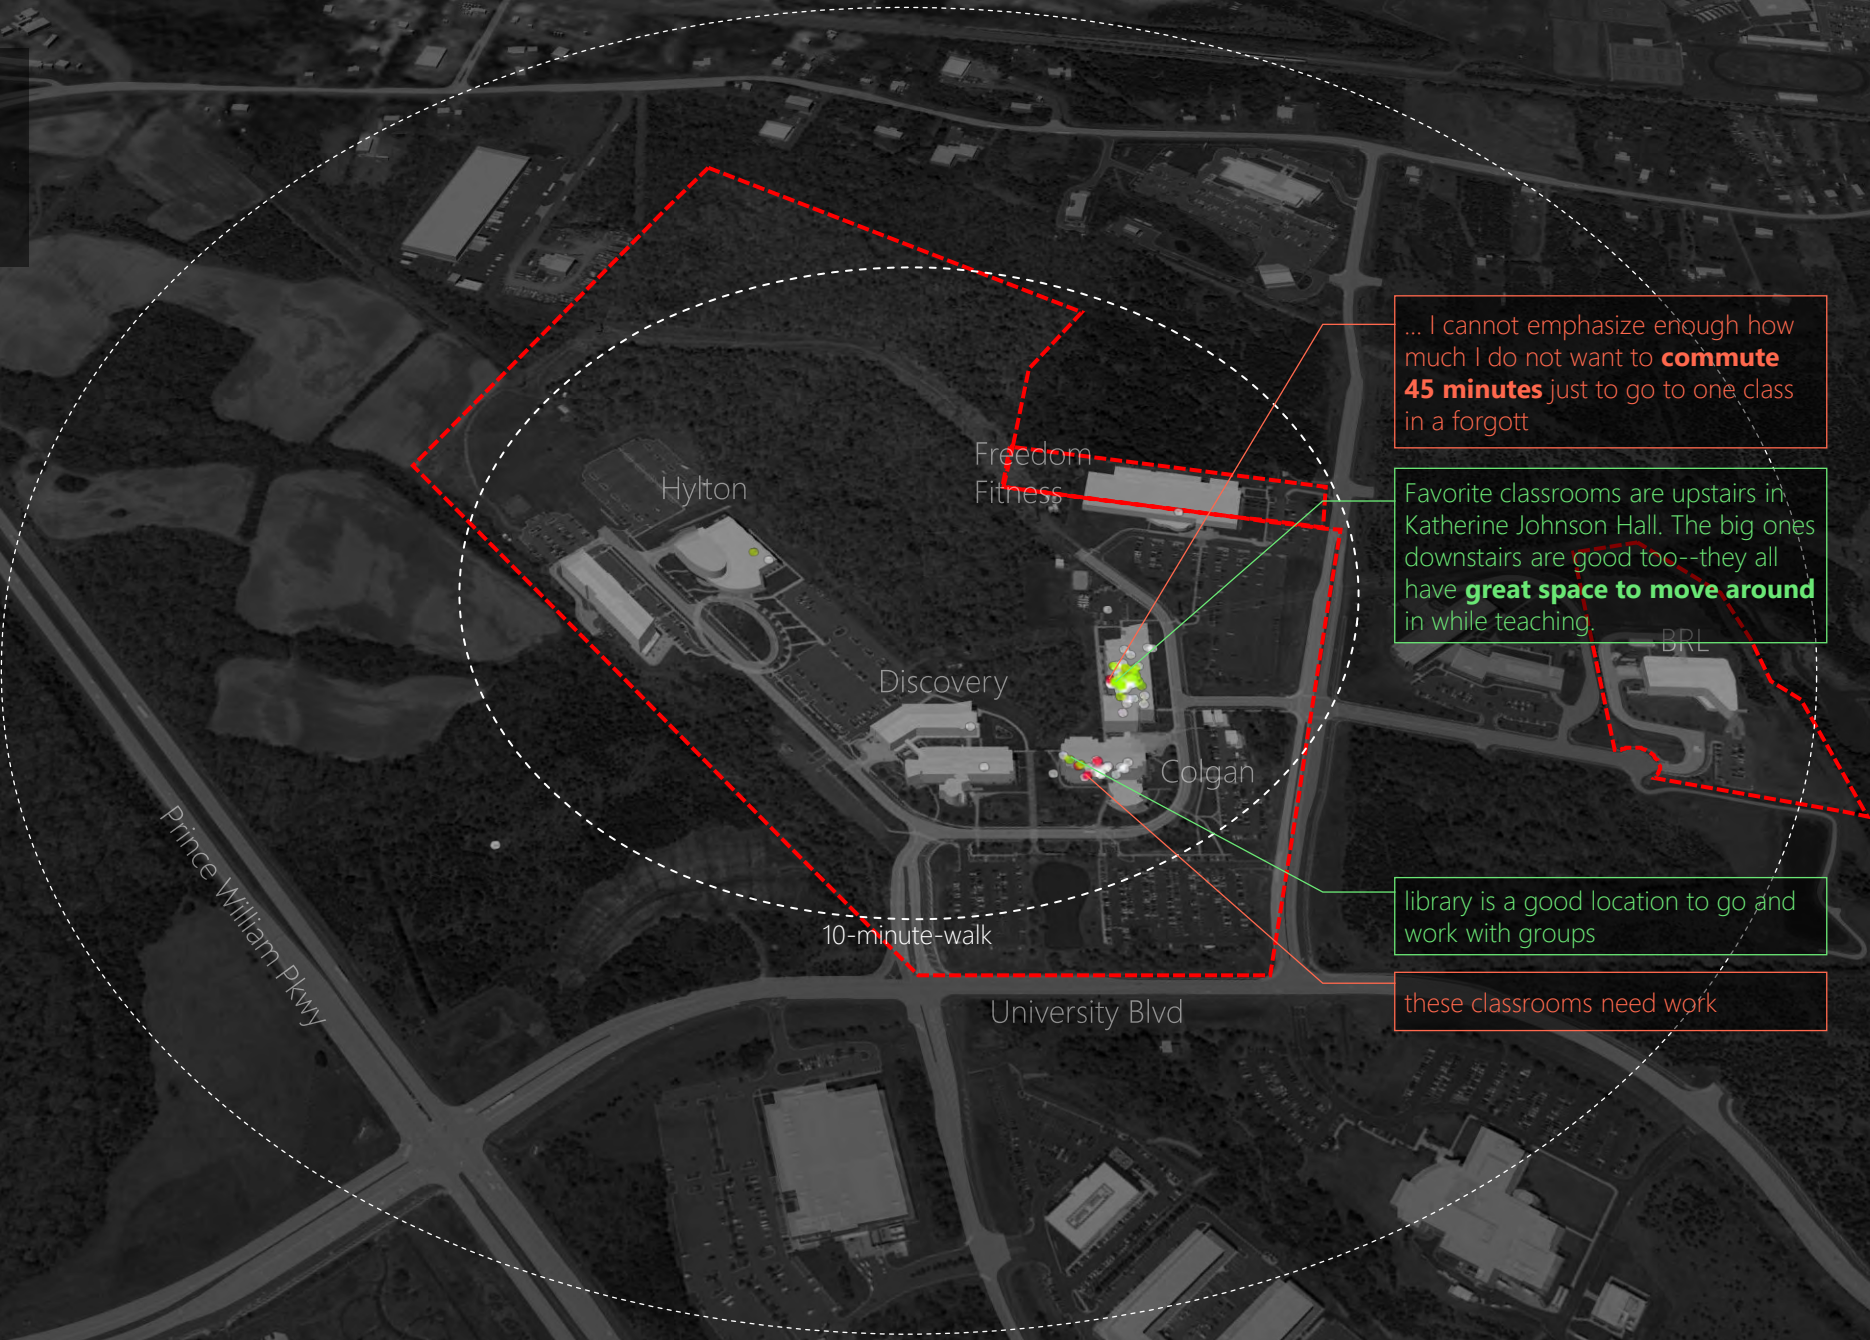 ... I cannot emphasize enough how
much I do not want to commute
45 minutes just to go to one class
in a forgott
Freedom
Fitness
Hylton
Favorite classrooms are upstairs in
Katherine Johnson Hall. The big ones
downstairs are good too--they all
have great space to move around
in while teaching.
BRL
Discovery
Colgan
Prince William Pkwy
library is a good location to go and
work with groups
10-minute-walk
University Blvd
these classrooms need work